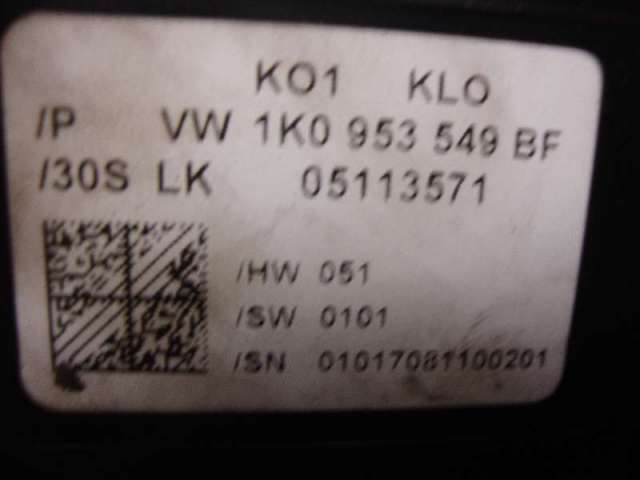 KO1 KLO
/P VW 1K0 953 549 BF
/30S LK 05113571
/HW 051
/SW 0101
/SN 01017081100201